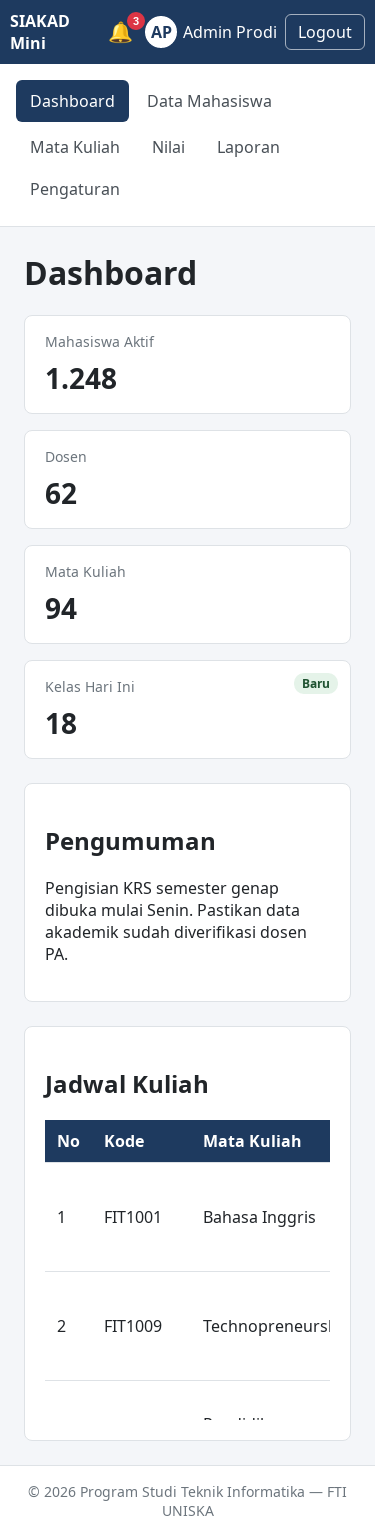 SIAKAD
Mini
3
AP
Admin Prodi
Logout
Dashboard
Data Mahasiswa
Mata Kuliah
Nilai
Laporan
Pengaturan
Dashboard
Mahasiswa Aktif
1.248
Dosen
62
Mata Kuliah
94
Kelas Hari Ini
Baru
18
Pengumuman
Pengisian KRS semester genap
dibuka mulai Senin. Pastikan data
akademik sudah diverifikasi dosen
PA.
Jadwal Kuliah
No Kode Mata Kuliah
1 FIT1001 Bahasa Inggris
2 FIT1009
© 2026 Program Studi Teknik Informatika — FTI
UNISKA